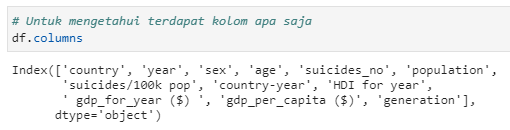 # Untuk mengetahui terdapat kolom apa saja
df.columns
Index(['country', 'year', 'sex', 'age', 'suicides_no', 'population',
'suicides/100k pop', 'country-year', 'HDI for year',
' gdp_for_year ($) ', 'gdp_per_capita ($)', 'generation'],
dtype='object')